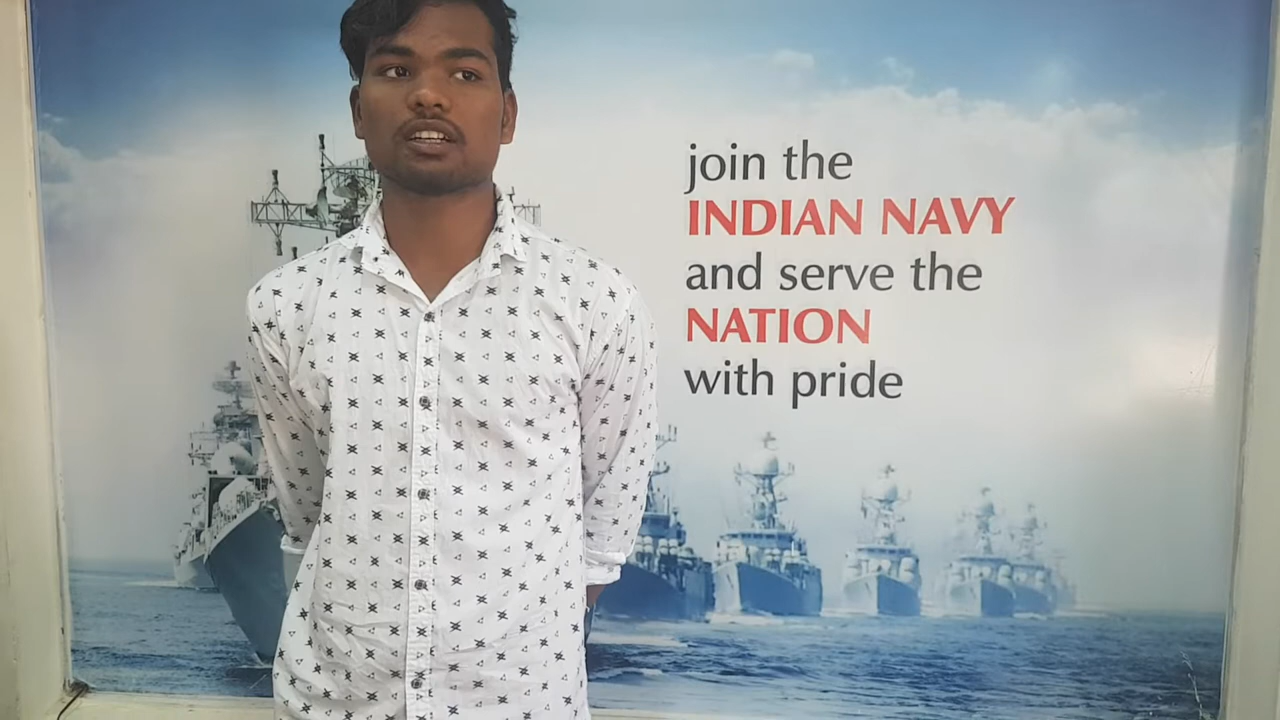 join the
INDIAN NAVY
and serve the
NATION
with pride